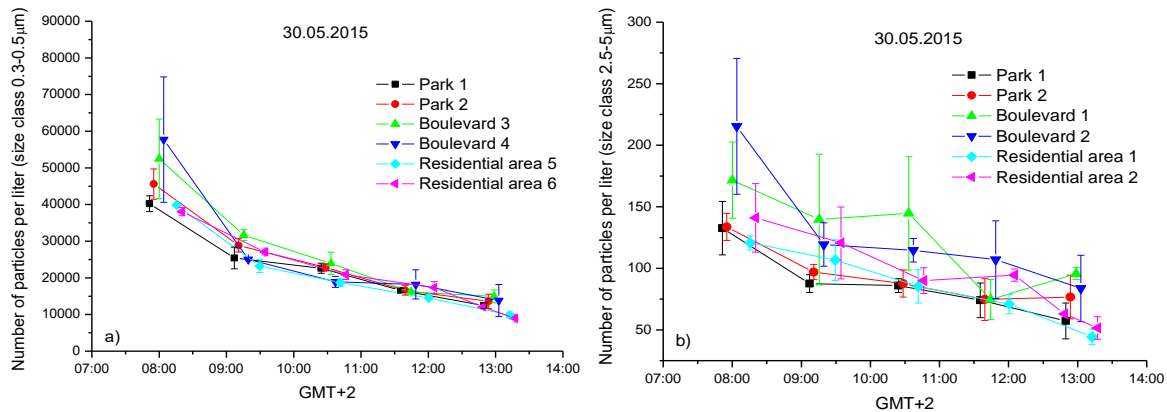 Number of particles per liter (size class 0.3-0.5μm)
90000
80000
70000
60000
50000
40000
30000
20000
10000
0
30.05.2015
Park 1
Park 2
Boulevard 3
Boulevard 4
Residential area 5
Residential area 6
a)
07:00 08:00 09:00 10:00 11:00 12:00 13:00 14:00
GMT+2
Number of particles per liter (size class 2.5-5μm)
300
250
200
150
100
50
30.05.2015
Park 1
Park 2
Boulevard 1
Boulevard 2
Residential area 1
Residential area 2
b)
07:00 08:00 09:00 10:00 11:00 12:00 13:00 14:00
GMT+2